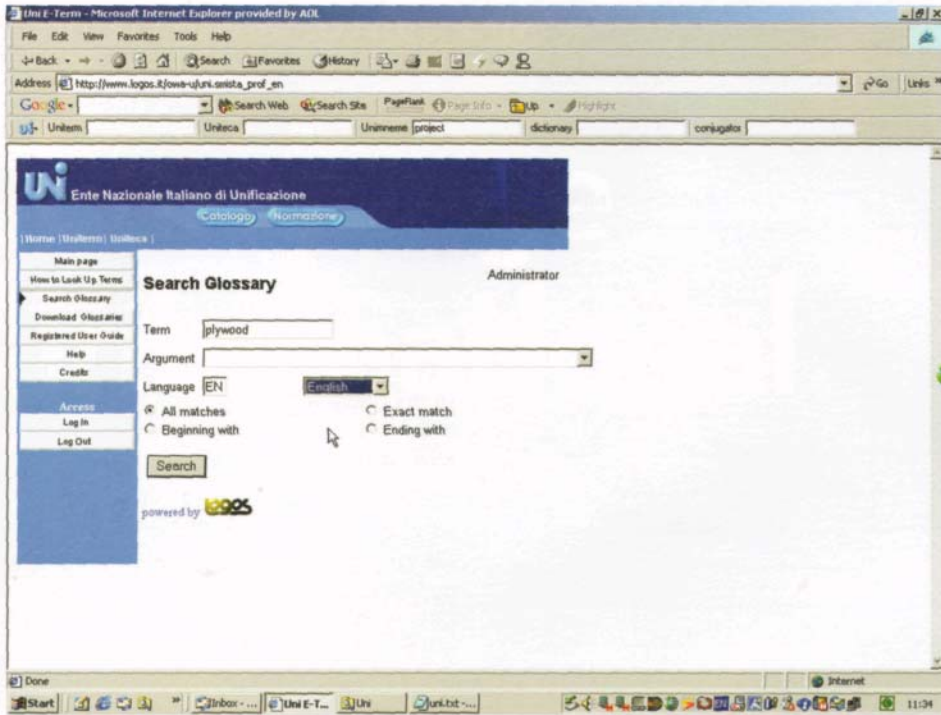 Uni E-Term - Microsoft Internet Explorer provided by AOL
File Edit View Favorites Tools Help
Back Search Favorites History
Address http://www.logos.it/owa-u/uni.smista_prof_en Go Links »
Google Search Web Search Site PageRank Page Info Up Highlight
Uniterm Uniteca Unimneme project dictionary conjugator
UNI Ente Nazionale Italiano di Unificazione
Catalogo Normazione
| Home | Uniterm | Uniteca |
Main page
How to Look Up Terms
Search Glossary
Download Glossaries
Registered User Guide
Help
Credits
Access
Log In
Log Out
Administrator
Search Glossary
Term plywood
Argument
Language EN English
All matches Exact match
Beginning with Ending with
Search
powered by logos
Done Internet
Start » Inbox - ... Uni E-T... Uni uni.txt -... 11:34